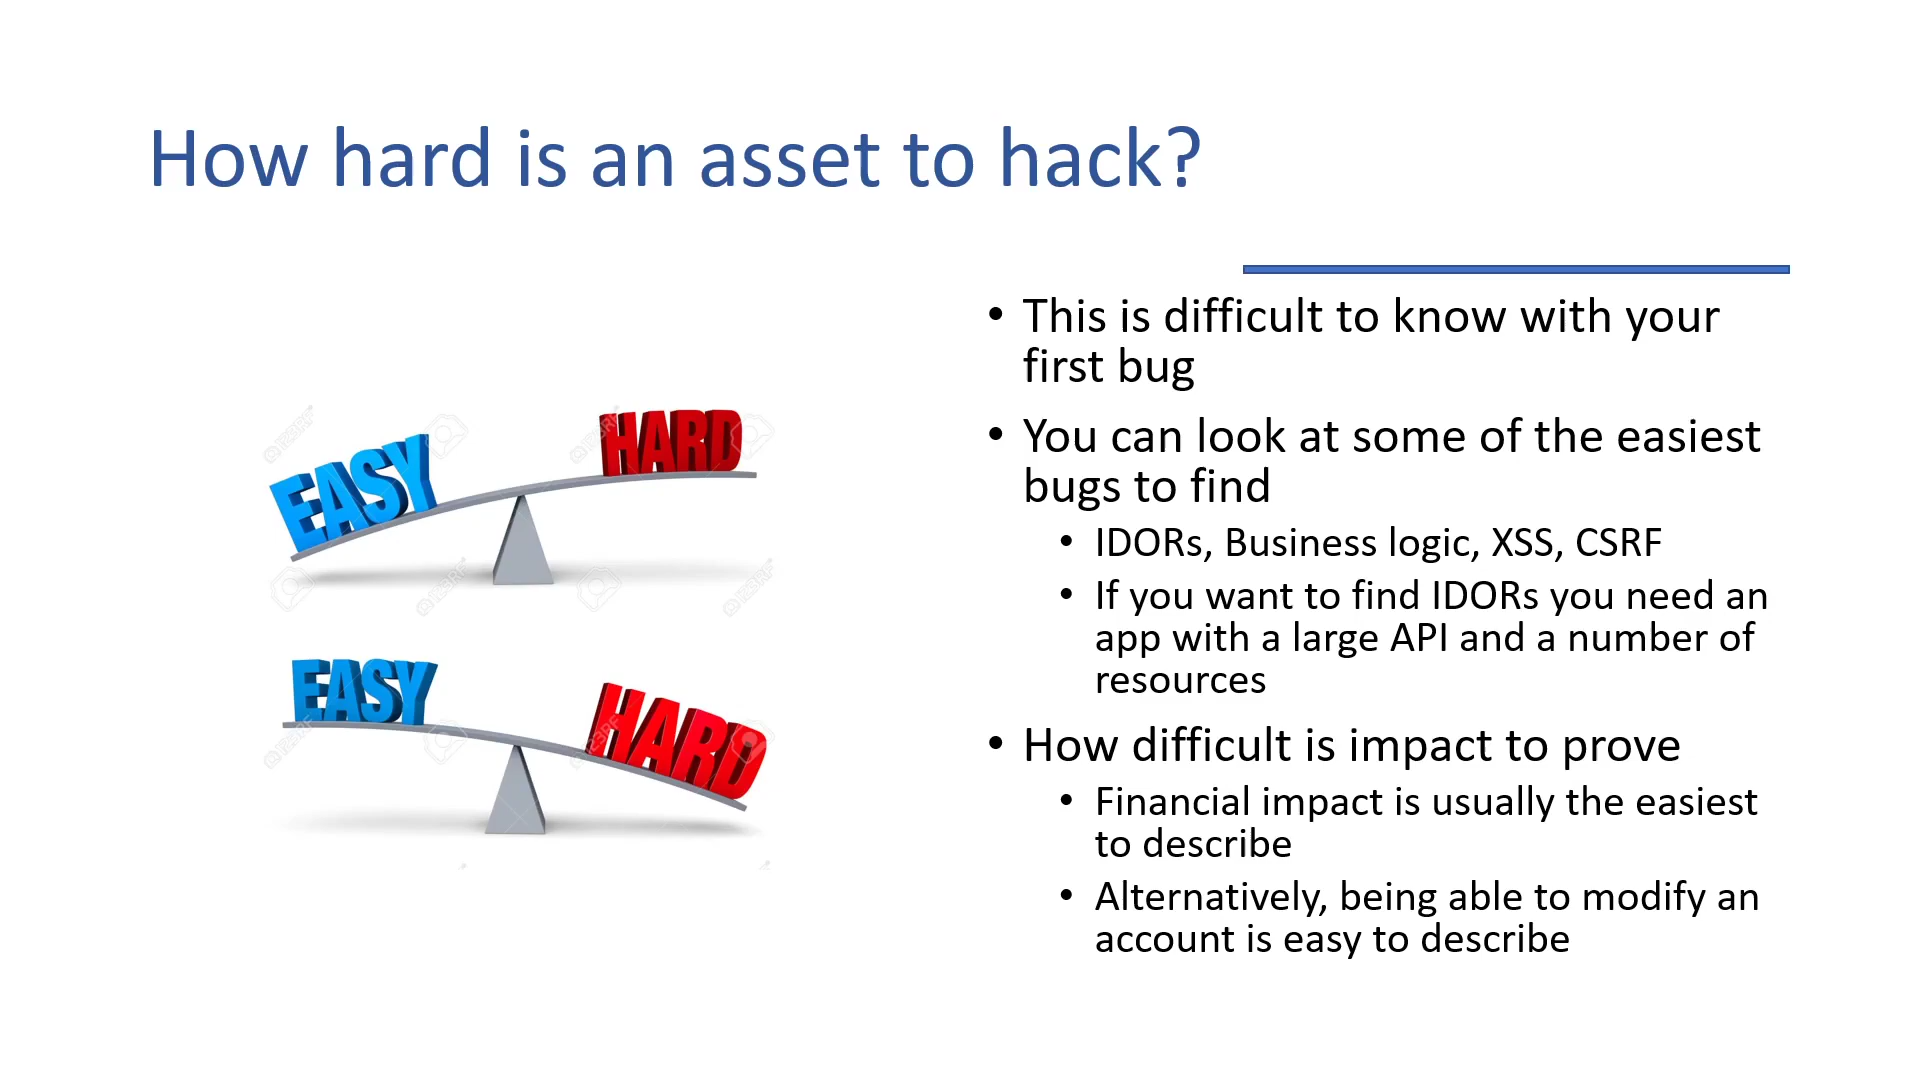 How hard is an asset to hack?
EASY
HARD
EASY
HARD
• This is difficult to know with your
first bug
• You can look at some of the easiest
bugs to find
• IDORs, Business logic, XSS, CSRF
• If you want to find IDORs you need an
app with a large API and a number of
resources
• How difficult is impact to prove
• Financial impact is usually the easiest
to describe
• Alternatively, being able to modify an
account is easy to describe